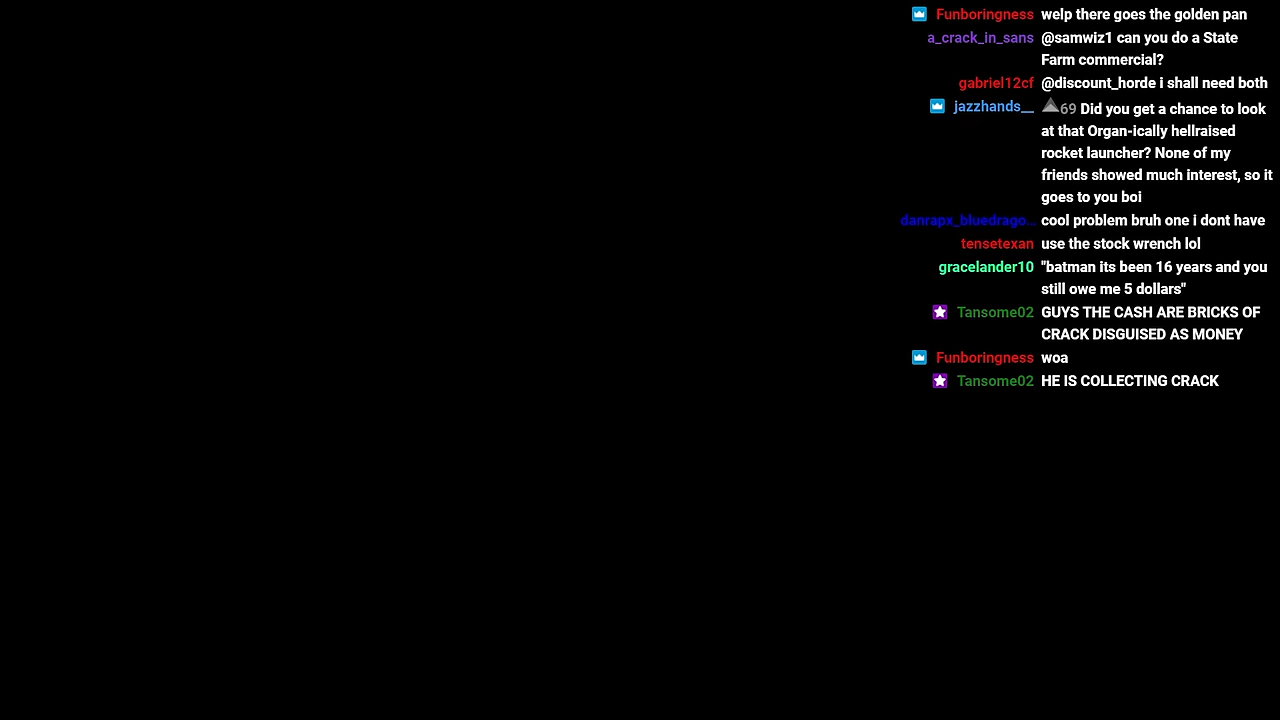 Funboringness welp there goes the golden pan
a_crack_in_sans @samwiz1 can you do a State
Farm commercial?
gabriel12cf @discount_horde i shall need both
jazzhands__ 69 Did you get a chance to look
at that Organ-ically hellraised
rocket launcher? None of my
friends showed much interest, so it
goes to you boi
danrapx_bluedrago... cool problem bruh one i dont have
tensetexan use the stock wrench lol
gracelander10 "batman its been 16 years and you
still owe me 5 dollars"
Tansome02 GUYS THE CASH ARE BRICKS OF
CRACK DISGUISED AS MONEY
Funboringness woa
Tansome02 HE IS COLLECTING CRACK